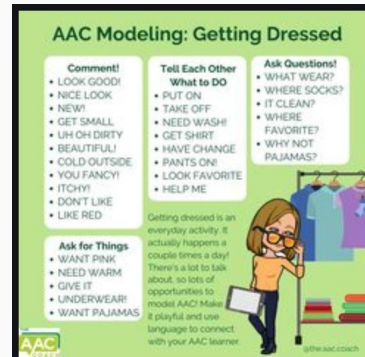 AAC Modeling: Getting Dressed
Comment!
• LOOK GOOD!
• NICE LOOK
• NEW!
• GET SMALL
• UH OH DIRTY
• BEAUTIFUL!
• COLD OUTSIDE
• YOU FANCY!
• ITCHY!
• DON'T LIKE
• LIKE RED
Tell Each Other
What to DO
• PUT ON
• TAKE OFF
• NEED WASH!
• GET SHIRT
• HAVE CHANGE
• PANTS ON!
• LOOK FAVORITE
• HELP ME
Ask Questions!
• WHAT WEAR?
• WHERE SOCKS?
• IT CLEAN?
• WHERE
FAVORITE?
• WHY NOT
PAJAMAS?
Ask for Things
• WANT PINK
• NEED WARM
• GIVE IT
• UNDERWEAR!
• WANT PAJAMAS
Getting dressed is an
everyday activity. It
actually happens a
couple times a day!
There's a lot to talk
about, so lots of
opportunities to
model AAC! Make
it playful and use
language to connect
with your AAC learner.
THE
AAC
COACH
@the.aac.coach